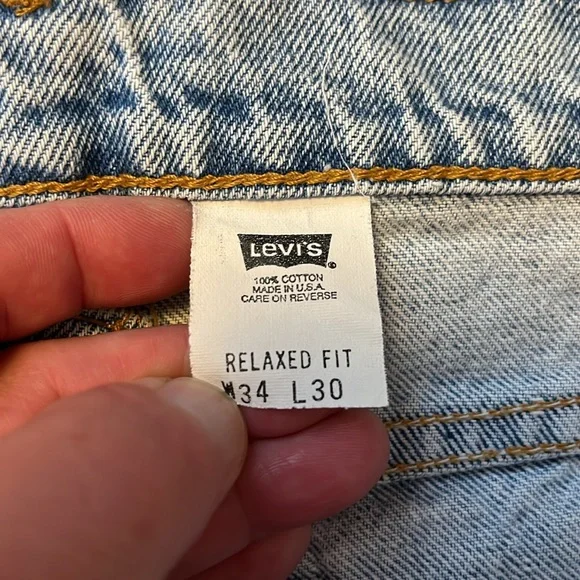 Levi's
100% COTTON
MADE IN U.S.A.
CARE ON REVERSE
RELAXED FIT
W34 L30